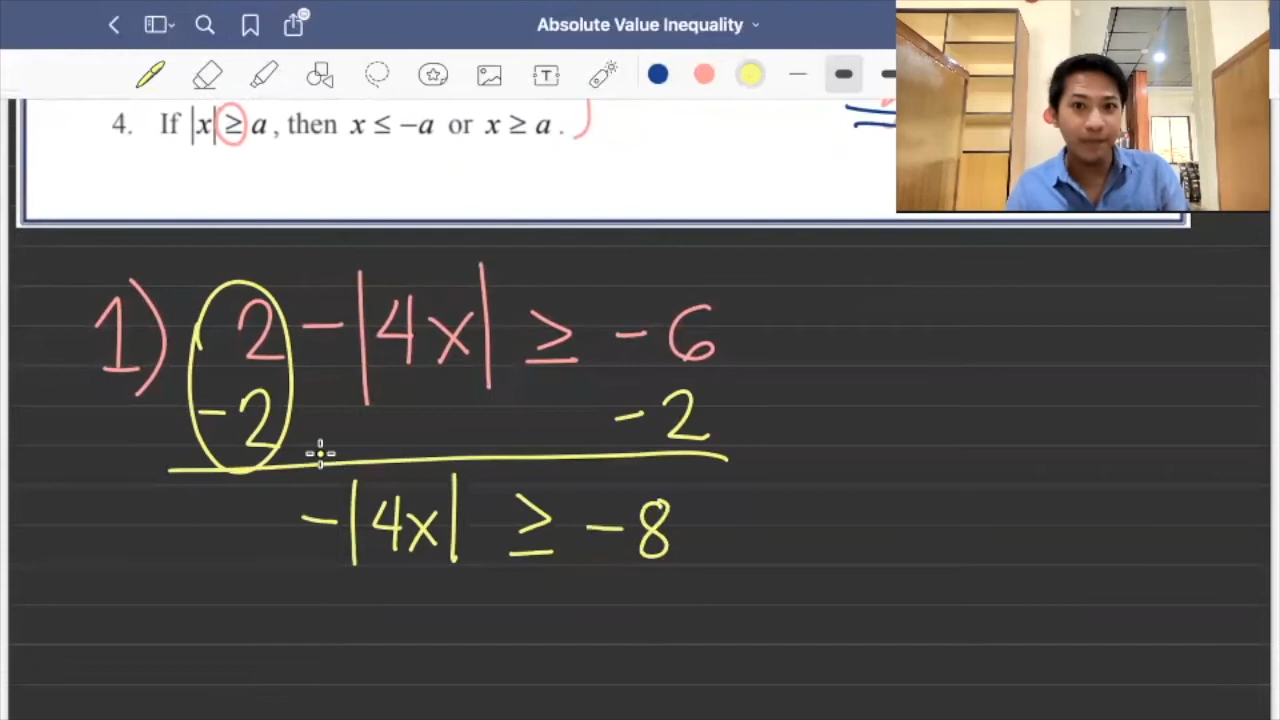 Absolute Value Inequality
4. If |x| ≥ a, then x ≤ −a or x ≥ a.
1) 2 − |4x| ≥ −6
−2 −2
−|4x| ≥ −8